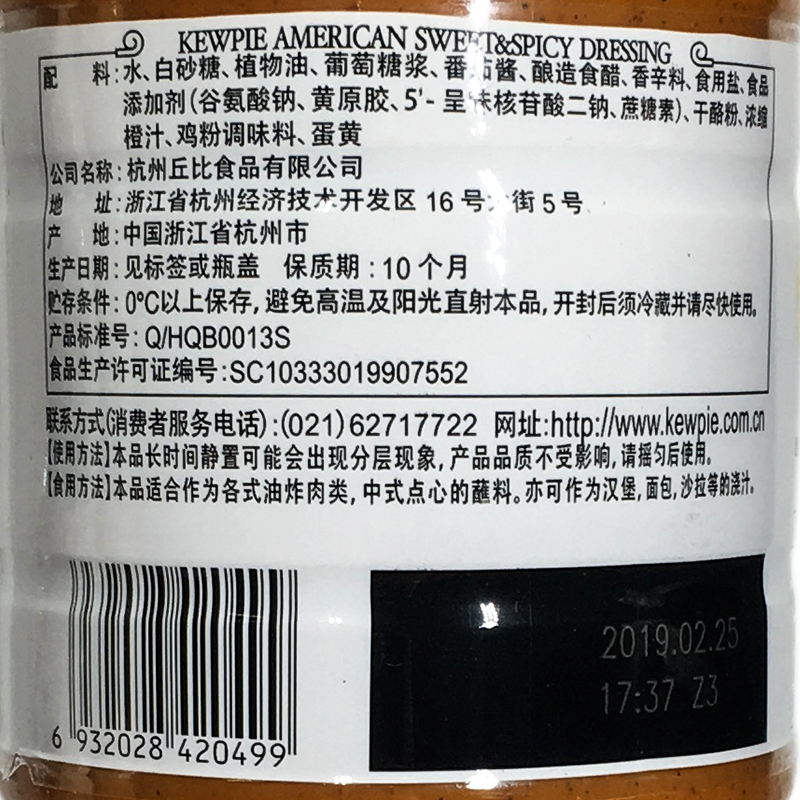 KEWPIE AMERICAN SWEET&SPICY DRESSING
配 料:水、白砂糖、植物油、葡萄糖浆、番茄酱、酿造食醋、香辛料、食用盐、食品
添加剂(谷氨酸钠、黄原胶、5'-呈味核苷酸二钠、蔗糖素)、干酪粉、浓缩
橙汁、鸡粉调味料、蛋黄
公司名称:杭州丘比食品有限公司
地 址:浙江省杭州经济技术开发区 16 号大街 5 号
产 地:中国浙江省杭州市
生产日期:见标签或瓶盖 保质期:10 个月
贮存条件:0℃以上保存,避免高温及阳光直射本品,开封后须冷藏并请尽快使用。
产品标准号:Q/HQB0013S
食品生产许可证编号:SC10333019907552
联系方式(消费者服务电话):(021)62717722 网址:http://www.kewpie.com.cn
【使用方法】本品长时间静置可能会出现分层现象,产品品质不受影响,请摇匀后使用。
【食用方法】本品适合作为各式油炸肉类,中式点心的蘸料。亦可作为汉堡,面包,沙拉等的浇汁。
2019.02.25
17:37 Z3
6 932028 420499